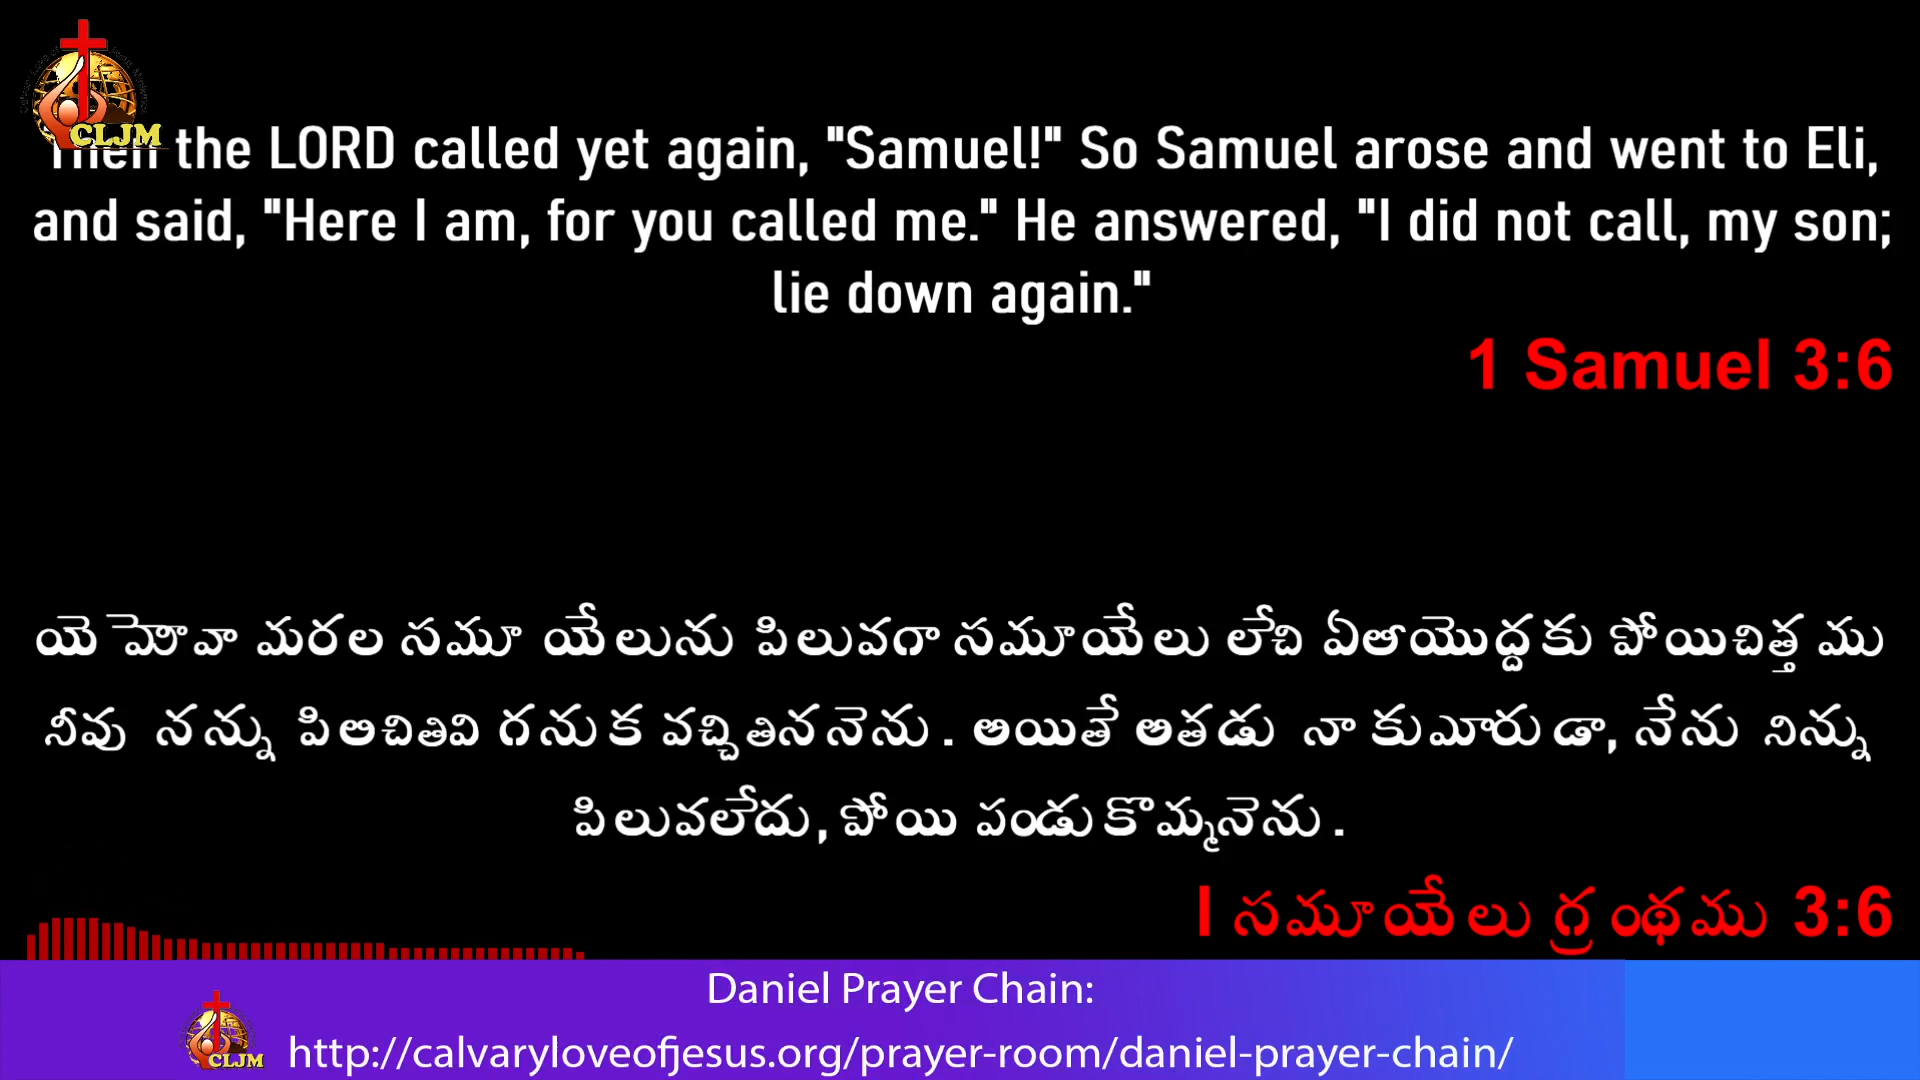 CLJM
Then the LORD called yet again, "Samuel!" So Samuel arose and went to Eli,
and said, "Here I am, for you called me." He answered, "I did not call, my son;
lie down again."
1 Samuel 3:6
యెహోవా మరల సమూ యేలును పిలువగా సమూయేలు లేచి ఏలీయొద్దకు పోయిచిత్త ము
నీవు నన్ను పిలచితివి గనుక వచ్చితిననెను. అయితే అతడు నా కుమారుడా, నేను నిన్ను
పిలువలేదు, పోయి పండుకొమ్మనెను.
I సమూయేలు గ్రంథము 3:6
Daniel Prayer Chain:
CLJM
http://calvaryloveofjesus.org/prayer-room/daniel-prayer-chain/